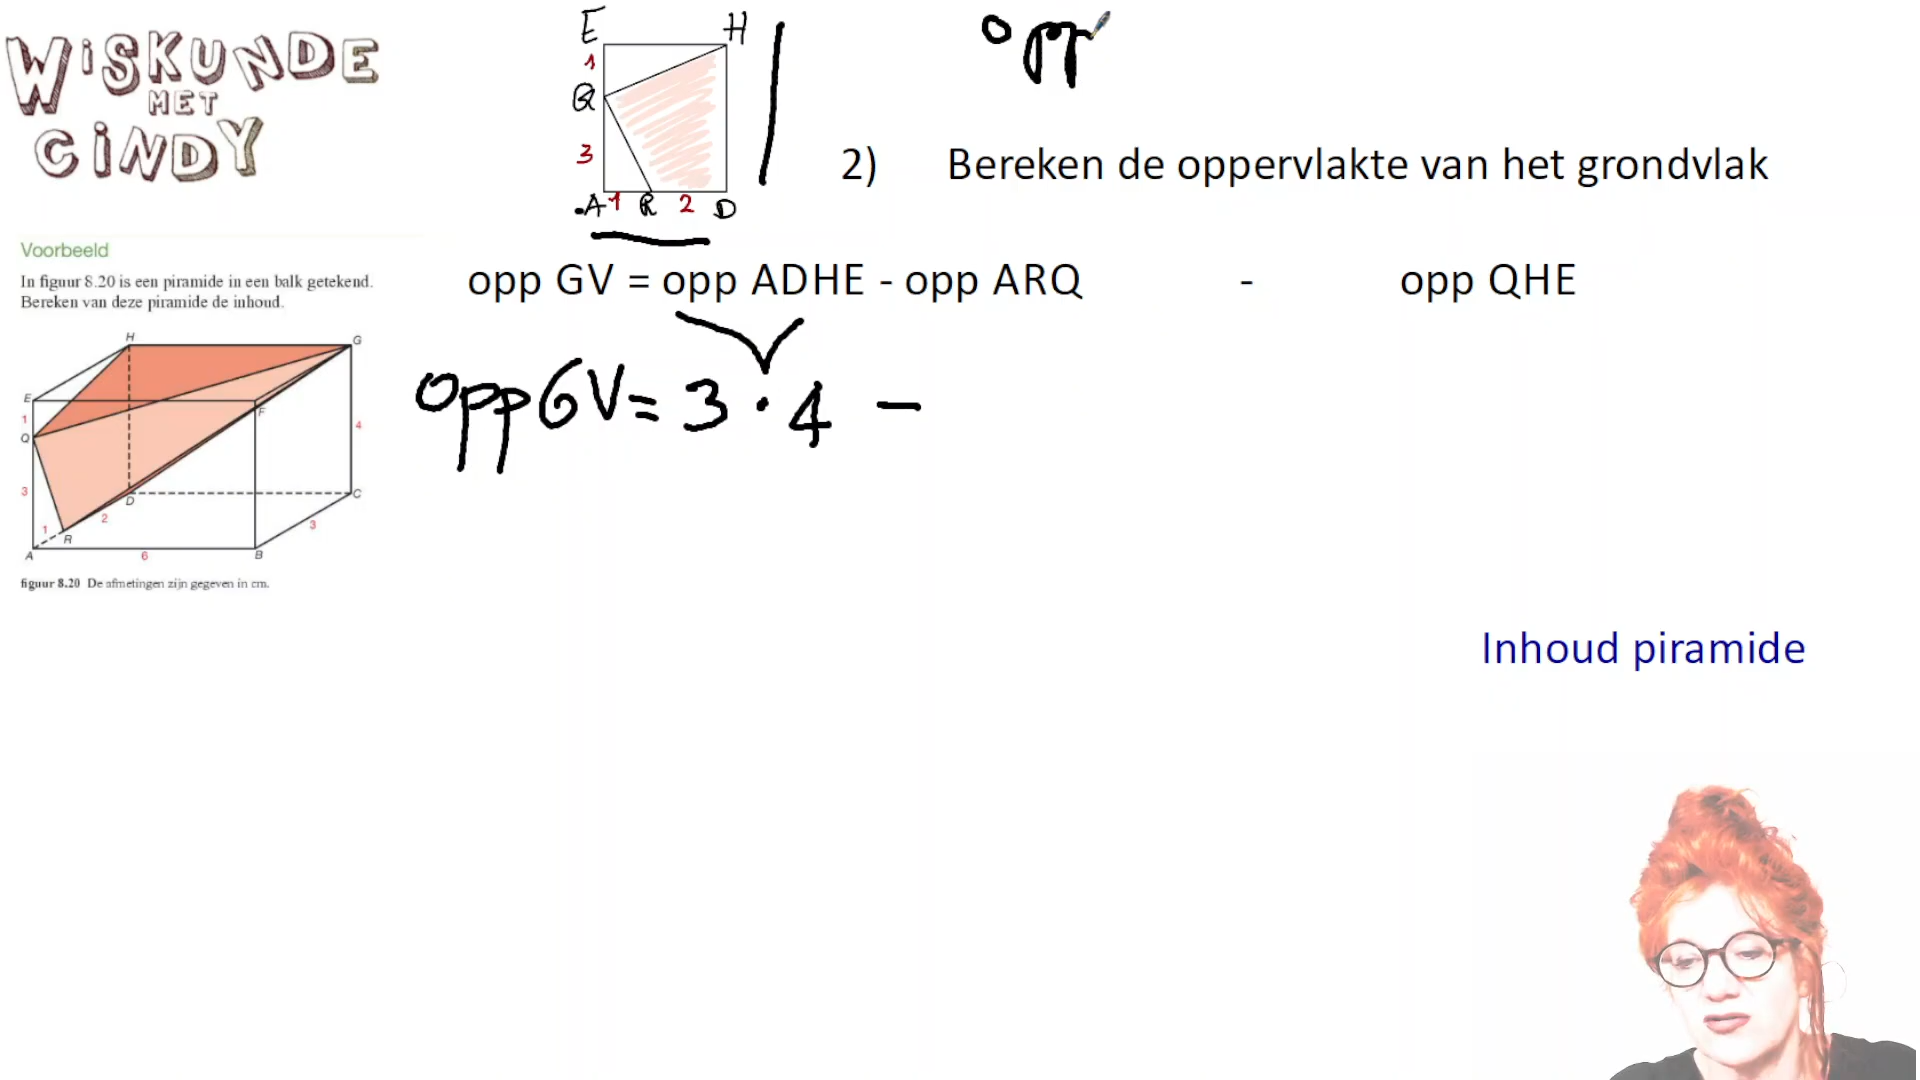 WiSKUNDE
MET
CiNDY
E
H
1
Q
3
A 1 R 2 D
opp
2) Bereken de oppervlakte van het grondvlak
Voorbeeld
In figuur 8.20 is een piramide in een balk getekend.
Bereken van deze piramide de inhoud.
opp GV = opp ADHE - opp ARQ - opp QHE
opp GV = 3 · 4 -
H
G
E
F
1
Q
4
3
D
C
2
1
R
3
A
6
B
figuur 8.20 De afmetingen zijn gegeven in cm.
Inhoud piramide